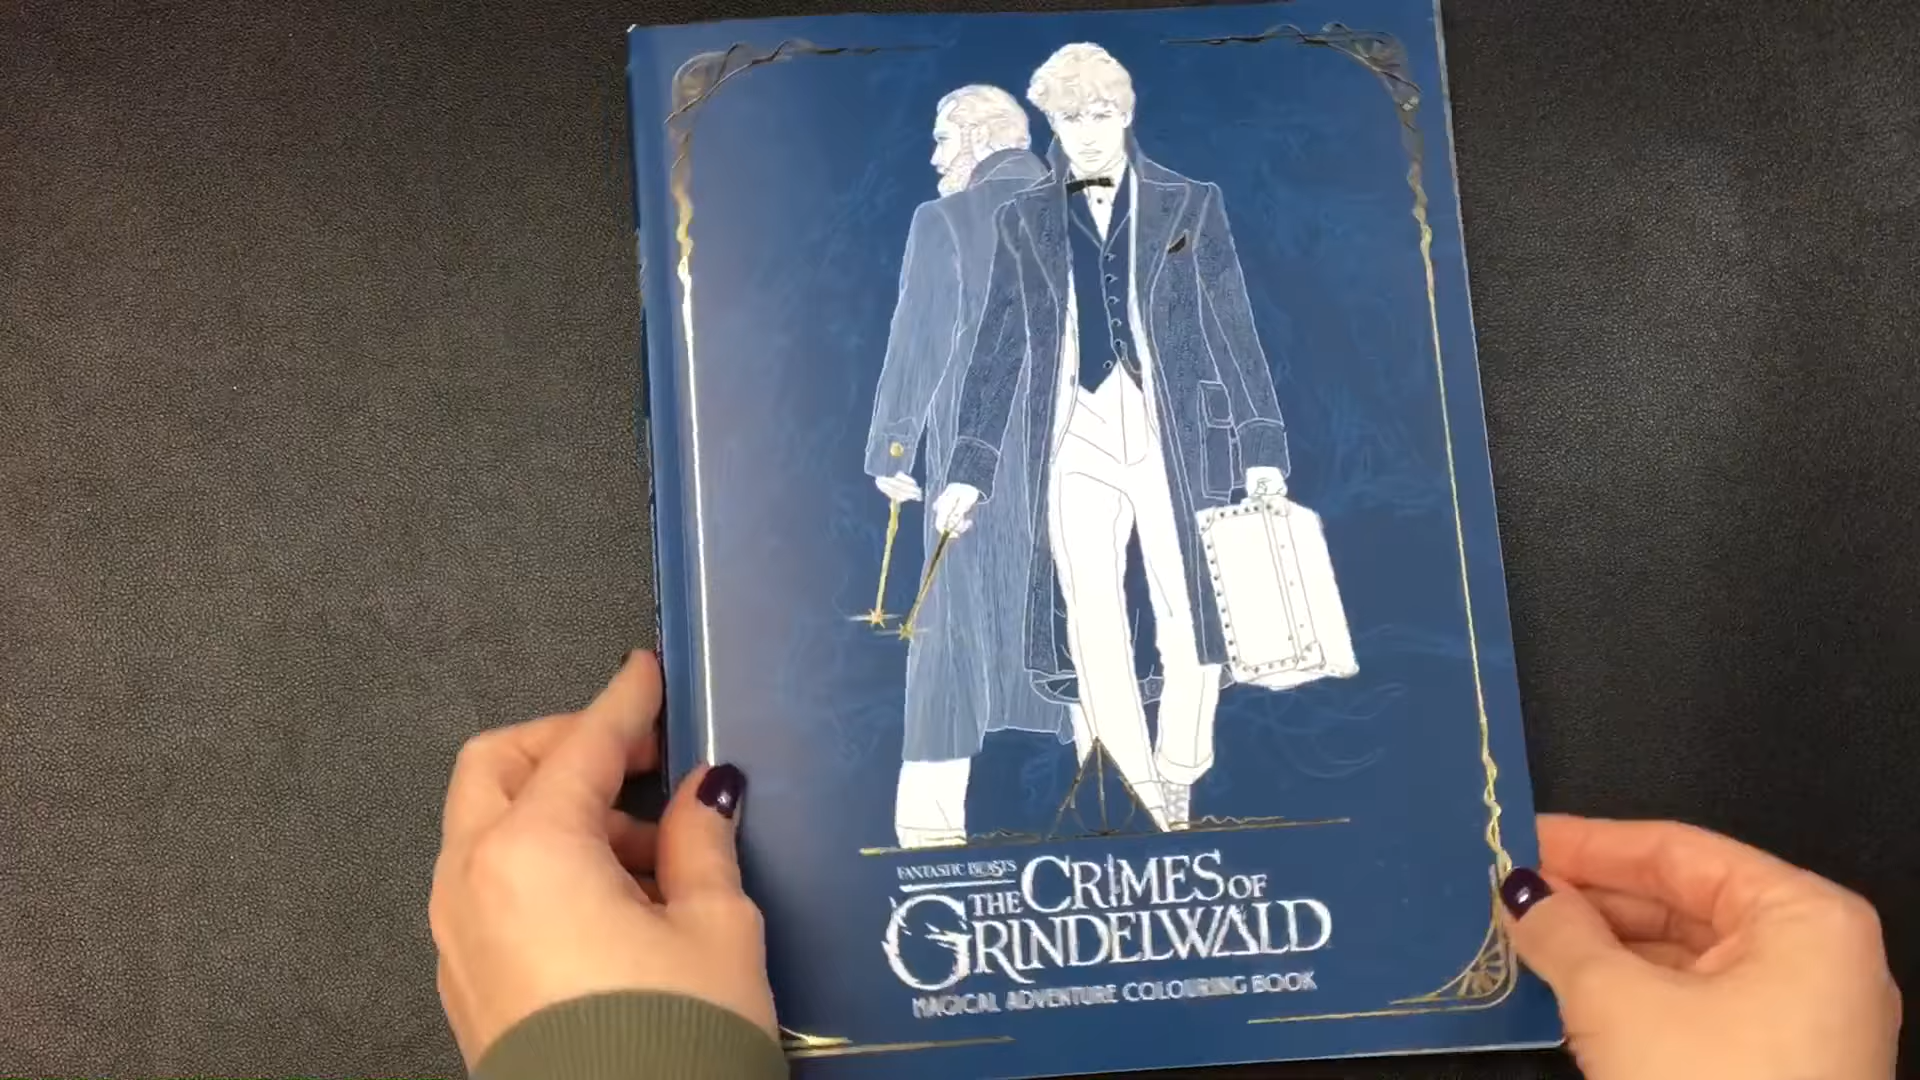 FANTASTIC BEASTS
THE CRIMES OF
GRINDELWALD
MAGICAL ADVENTURE COLOURING BOOK